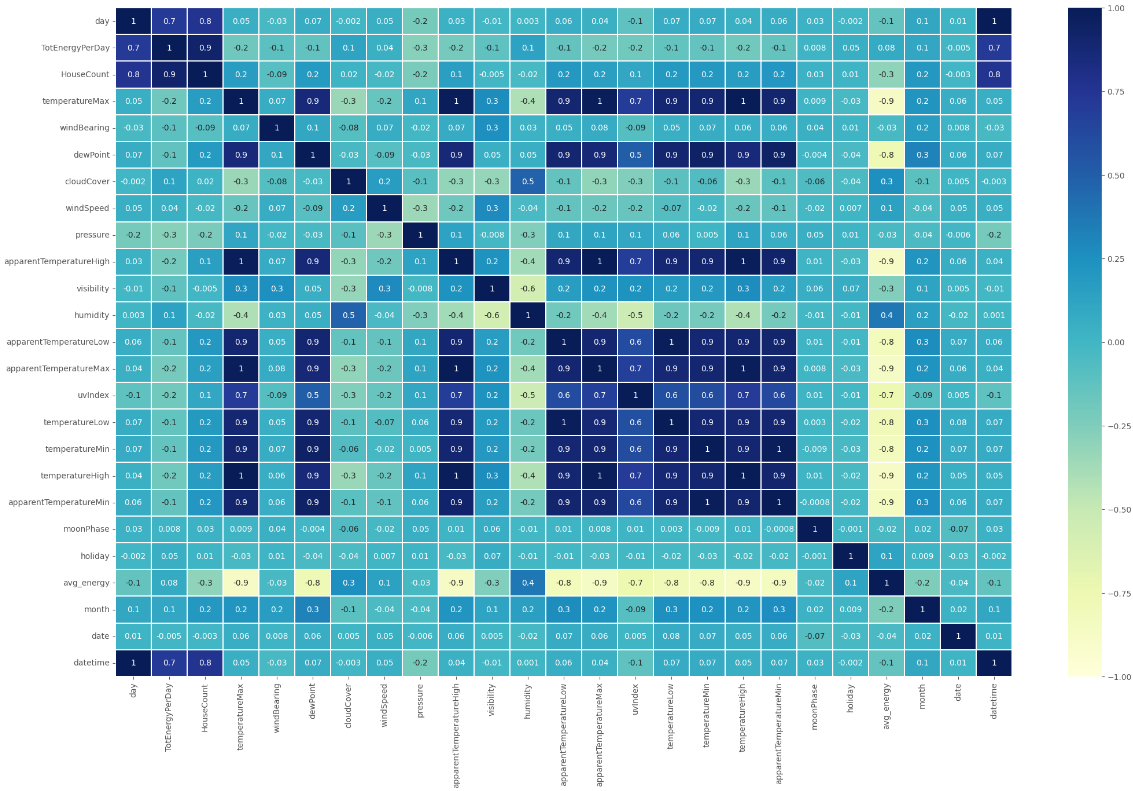 day 1 0.7 0.8 0.05 -0.03 0.07 -0.002 0.05 -0.2 0.03 -0.01 0.003 0.06 0.04 -0.1 0.07 0.07 0.04 0.06 0.03 -0.002 -0.1 0.1 0.01 1
TotEnergyPerDay 0.7 1 0.9 -0.2 -0.1 -0.1 0.1 0.04 -0.3 -0.2 -0.1 0.1 -0.1 -0.2 -0.2 -0.1 -0.1 -0.2 -0.1 0.008 0.05 0.08 0.1 -0.005 0.7
HouseCount 0.8 0.9 1 0.2 -0.09 0.2 0.02 -0.02 -0.2 0.1 -0.005 -0.02 0.2 0.2 0.1 0.2 0.2 0.2 0.2 0.03 0.01 -0.3 0.2 -0.003 0.8
temperatureMax 0.05 -0.2 0.2 1 0.07 0.9 -0.3 -0.2 0.1 1 0.3 -0.4 0.9 1 0.7 0.9 0.9 1 0.9 0.009 -0.03 -0.9 0.2 0.06 0.05
windBearing -0.03 -0.1 -0.09 0.07 1 0.1 -0.08 0.07 -0.02 0.07 0.3 0.03 0.05 0.08 -0.09 0.05 0.07 0.06 0.06 0.04 0.01 -0.03 0.2 0.008 -0.03
dewPoint 0.07 -0.1 0.2 0.9 0.1 1 -0.03 -0.09 -0.03 0.9 0.05 0.05 0.9 0.9 0.5 0.9 0.9 0.9 0.9 -0.004 -0.04 -0.8 0.3 0.06 0.07
cloudCover -0.002 0.1 0.02 -0.3 -0.08 -0.03 1 0.2 -0.1 -0.3 -0.3 0.5 -0.1 -0.3 -0.3 -0.1 -0.06 -0.3 -0.1 -0.06 -0.04 0.3 -0.1 0.005 -0.003
windSpeed 0.05 0.04 -0.02 -0.2 0.07 -0.09 0.2 1 -0.3 -0.2 0.3 -0.04 -0.1 -0.2 -0.2 -0.07 -0.02 -0.2 -0.1 -0.02 0.007 0.1 -0.04 0.05 0.05
pressure -0.2 -0.3 -0.2 0.1 -0.02 -0.03 -0.1 -0.3 1 0.1 -0.008 -0.3 0.1 0.1 0.1 0.06 0.005 0.1 0.06 0.05 0.01 -0.03 -0.04 -0.006 -0.2
apparentTemperatureHigh 0.03 -0.2 0.1 1 0.07 0.9 -0.3 -0.2 0.1 1 0.2 -0.4 0.9 1 0.7 0.9 0.9 1 0.9 0.01 -0.03 -0.9 0.2 0.06 0.04
visibility -0.01 -0.1 -0.005 0.3 0.3 0.05 -0.3 0.3 -0.008 0.2 1 -0.6 0.2 0.2 0.2 0.2 0.2 0.3 0.2 0.06 0.07 -0.3 0.1 0.005 -0.01
humidity 0.003 0.1 -0.02 -0.4 0.03 0.05 0.5 -0.04 -0.3 -0.4 -0.6 1 -0.2 -0.4 -0.5 -0.2 -0.2 -0.4 -0.2 -0.01 -0.01 0.4 0.2 -0.02 0.001
apparentTemperatureLow 0.06 -0.1 0.2 0.9 0.05 0.9 -0.1 -0.1 0.1 0.9 0.2 -0.2 1 0.9 0.6 1 0.9 0.9 0.9 0.01 -0.01 -0.8 0.3 0.07 0.06
apparentTemperatureMax 0.04 -0.2 0.2 1 0.08 0.9 -0.3 -0.2 0.1 1 0.2 -0.4 0.9 1 0.7 0.9 0.9 1 0.9 0.008 -0.03 -0.9 0.2 0.06 0.04
uvIndex -0.1 -0.2 0.1 0.7 -0.09 0.5 -0.3 -0.2 0.1 0.7 0.2 -0.5 0.6 0.7 1 0.6 0.6 0.7 0.6 0.01 -0.01 -0.7 -0.09 0.005 -0.1
temperatureLow 0.07 -0.1 0.2 0.9 0.05 0.9 -0.1 -0.07 0.06 0.9 0.2 -0.2 1 0.9 0.6 1 0.9 0.9 0.9 0.003 -0.02 -0.8 0.3 0.08 0.07
temperatureMin 0.07 -0.1 0.2 0.9 0.07 0.9 -0.06 -0.02 0.005 0.9 0.2 -0.2 0.9 0.9 0.6 0.9 1 0.9 1 -0.009 -0.03 -0.8 0.2 0.07 0.07
temperatureHigh 0.04 -0.2 0.2 1 0.06 0.9 -0.3 -0.2 0.1 1 0.3 -0.4 0.9 1 0.7 0.9 0.9 1 0.9 0.01 -0.02 -0.9 0.2 0.05 0.05
apparentTemperatureMin 0.06 -0.1 0.2 0.9 0.06 0.9 -0.1 -0.1 0.06 0.9 0.2 -0.2 0.9 0.9 0.6 0.9 1 0.9 1 -0.0008 -0.02 -0.9 0.3 0.06 0.07
moonPhase 0.03 0.008 0.03 0.009 0.04 -0.004 -0.06 -0.02 0.05 0.01 0.06 -0.01 0.01 0.008 0.01 0.003 -0.009 0.01 -0.0008 1 -0.001 -0.02 0.02 -0.07 0.03
holiday -0.002 0.05 0.01 -0.03 0.01 -0.04 -0.04 0.007 0.01 -0.03 0.07 -0.01 -0.01 -0.03 -0.01 -0.02 -0.03 -0.02 -0.02 -0.001 1 0.1 0.009 -0.03 -0.002
avg_energy -0.1 0.08 -0.3 -0.9 -0.03 -0.8 0.3 0.1 -0.03 -0.9 -0.3 0.4 -0.8 -0.9 -0.7 -0.8 -0.8 -0.9 -0.9 -0.02 0.1 1 -0.2 -0.04 -0.1
month 0.1 0.1 0.2 0.2 0.2 0.3 -0.1 -0.04 -0.04 0.2 0.1 0.2 0.3 0.2 -0.09 0.3 0.2 0.2 0.3 0.02 0.009 -0.2 1 0.02 0.1
date 0.01 -0.005 -0.003 0.06 0.008 0.06 0.005 0.05 -0.006 0.06 0.005 -0.02 0.07 0.06 0.005 0.08 0.07 0.05 0.06 -0.07 -0.03 -0.04 0.02 1 0.01
datetime 1 0.7 0.8 0.05 -0.03 0.07 -0.003 0.05 -0.2 0.04 -0.01 0.001 0.06 0.04 -0.1 0.07 0.07 0.05 0.07 0.03 -0.002 -0.1 0.1 0.01 1
day
TotEnergyPerDay
HouseCount
temperatureMax
windBearing
dewPoint
cloudCover
windSpeed
pressure
apparentTemperatureHigh
visibility
humidity
apparentTemperatureLow
apparentTemperatureMax
uvIndex
temperatureLow
temperatureMin
temperatureHigh
apparentTemperatureMin
moonPhase
holiday
avg_energy
month
date
datetime
1.00
0.75
0.50
0.25
0.00
−0.25
−0.50
−0.75
−1.00